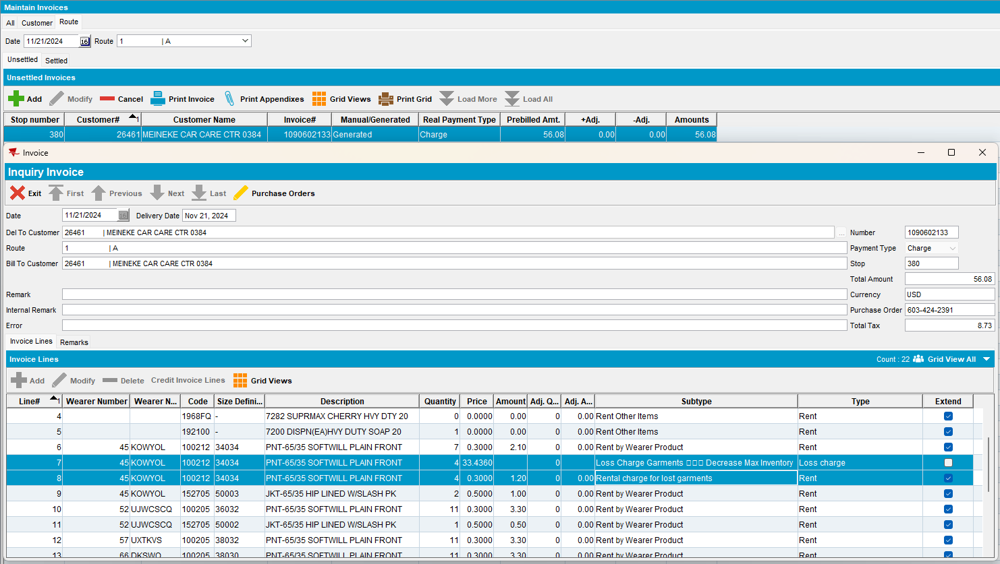 Maintain Invoices
All Customer Route
Date 11/21/2024 16 Route 1 | A
Unsettled Settled
Unsettled Invoices
Add Modify Cancel Print Invoice Print Appendixes Grid Views Print Grid Load More Load All
Stop number Customer# 1 Customer Name Invoice# Manual/Generated Real Payment Type Prebilled Amt. +Adj. -Adj. Amounts
380 26461 MEINEKE CAR CARE CTR 0384 1090602133 Generated Charge 56.08 0.00 0.00 56.08
Invoice
Inquiry Invoice
Exit First Previous Next Last Purchase Orders
Date 11/21/2024 16 Delivery Date Nov 21, 2024
Del To Customer 26461 | MEINEKE CAR CARE CTR 0384 ... Number 1090602133
Route 1 | A Payment Type Charge
Bill To Customer 26461 | MEINEKE CAR CARE CTR 0384 Stop 380
Total Amount 56.08
Remark Currency USD
Internal Remark Purchase Order 603-424-2391
Error Total Tax 8.73
Invoice Lines Remarks
Invoice Lines Count : 22 Grid View All
Add Modify Delete Credit Invoice Lines Grid Views
Line# 1 Wearer Number Wearer N... Code Size Defini... Description Quantity Price Amount Adj. Q... Adj. A... Subtype Type Extend
4 1968FQ - 7282 SUPRMAX CHERRY HVY DTY 20 0 0.0000 0.00 0 0.00 Rent Other Items Rent
5 192100 - 7200 DISPN(EA)HVY DUTY SOAP 20 1 0.0000 0.00 0 0.00 Rent Other Items Rent
6 45 KOWYOL 100212 34034 PNT-65/35 SOFTWILL PLAIN FRONT 7 0.3000 2.10 0 0.00 Rent by Wearer Product Rent
7 45 KOWYOL 100212 34034 PNT-65/35 SOFTWILL PLAIN FRONT 4 33.4360 0 Loss Charge Garments □□□ Decrease Max Inventory Loss charge
8 45 KOWYOL 100212 34034 PNT-65/35 SOFTWILL PLAIN FRONT 4 0.3000 1.20 0 0.00 Rental charge for lost garments Rent
9 45 KOWYOL 152705 50003 JKT-65/35 HIP LINED W/SLASH PK 2 0.5000 1.00 0 0.00 Rent by Wearer Product Rent
10 52 UJWCSCQ 100205 36032 PNT-65/35 SOFTWILL PLAIN FRONT 11 0.3000 3.30 0 0.00 Rent by Wearer Product Rent
11 52 UJWCSCQ 152705 50002 JKT-65/35 HIP LINED W/SLASH PK 1 0.5000 0.50 0 0.00 Rent by Wearer Product Rent
12 57 UXTKVS 100205 38032 PNT-65/35 SOFTWILL PLAIN FRONT 11 0.3000 3.30 0 0.00 Rent by Wearer Product Rent
13 66 DKSWO 100205 38030 PNT-65/35 SOFTWILL PLAIN FRONT 11 0.3000 3.30 0 0.00 Rent by Wearer Product Rent